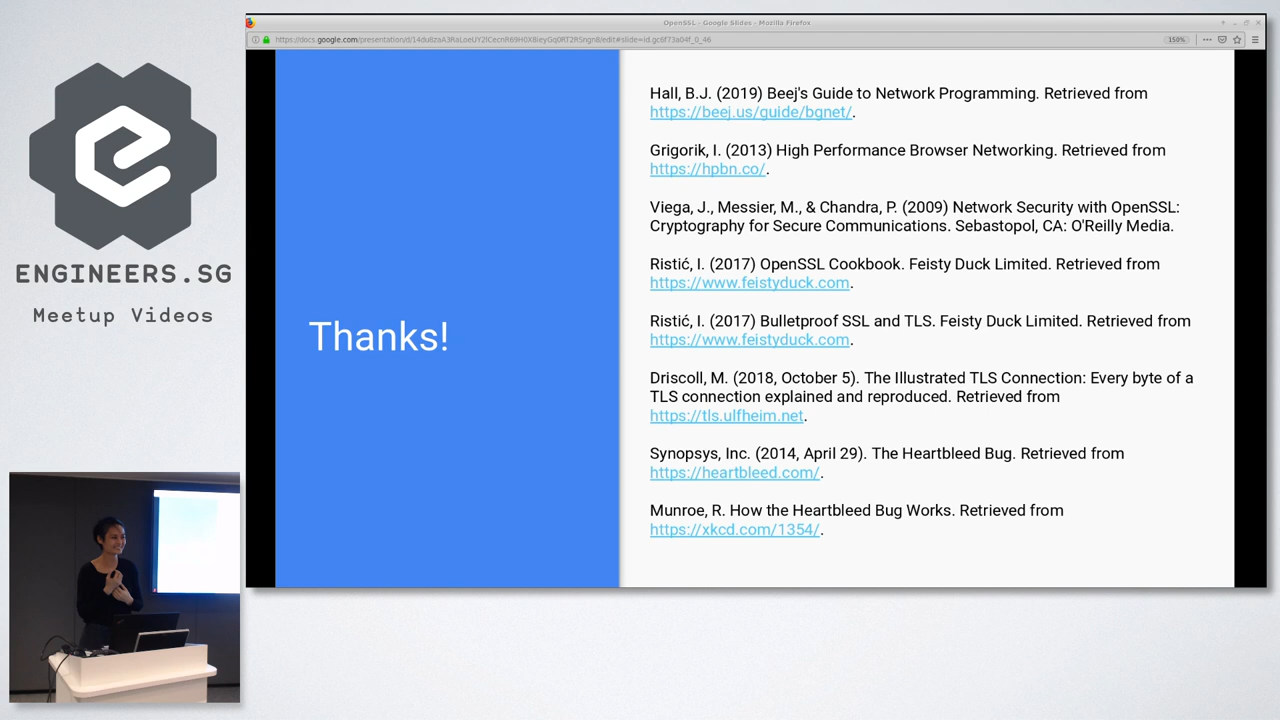 OpenSSL - Google Slides - Mozilla Firefox
150%
ENGINEERS.SG
Meetup Videos
Thanks!
Hall, B.J. (2019) Beej's Guide to Network Programming. Retrieved from
https://beej.us/guide/bgnet/.
Grigorik, I. (2013) High Performance Browser Networking. Retrieved from
https://hpbn.co/.
Viega, J., Messier, M., & Chandra, P. (2009) Network Security with OpenSSL:
Cryptography for Secure Communications. Sebastopol, CA: O'Reilly Media.
Ristić, I. (2017) OpenSSL Cookbook. Feisty Duck Limited. Retrieved from
https://www.feistyduck.com.
Ristić, I. (2017) Bulletproof SSL and TLS. Feisty Duck Limited. Retrieved from
https://www.feistyduck.com.
Driscoll, M. (2018, October 5). The Illustrated TLS Connection: Every byte of a
TLS connection explained and reproduced. Retrieved from
https://tls.ulfheim.net.
Synopsys, Inc. (2014, April 29). The Heartbleed Bug. Retrieved from
https://heartbleed.com/.
Munroe, R. How the Heartbleed Bug Works. Retrieved from
https://xkcd.com/1354/.